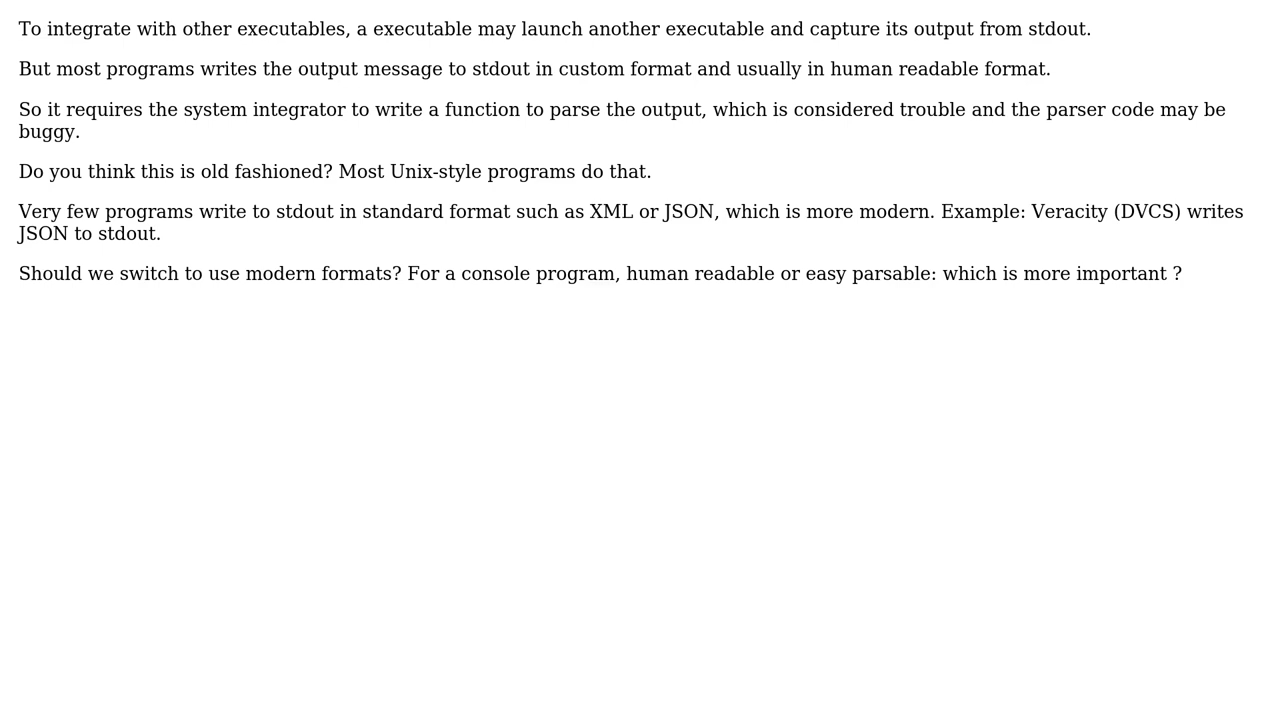 To integrate with other executables, a executable may launch another executable and capture its output from stdout.
But most programs writes the output message to stdout in custom format and usually in human readable format.
So it requires the system integrator to write a function to parse the output, which is considered trouble and the parser code may be
buggy.
Do you think this is old fashioned? Most Unix-style programs do that.
Very few programs write to stdout in standard format such as XML or JSON, which is more modern. Example: Veracity (DVCS) writes
JSON to stdout.
Should we switch to use modern formats? For a console program, human readable or easy parsable: which is more important ?